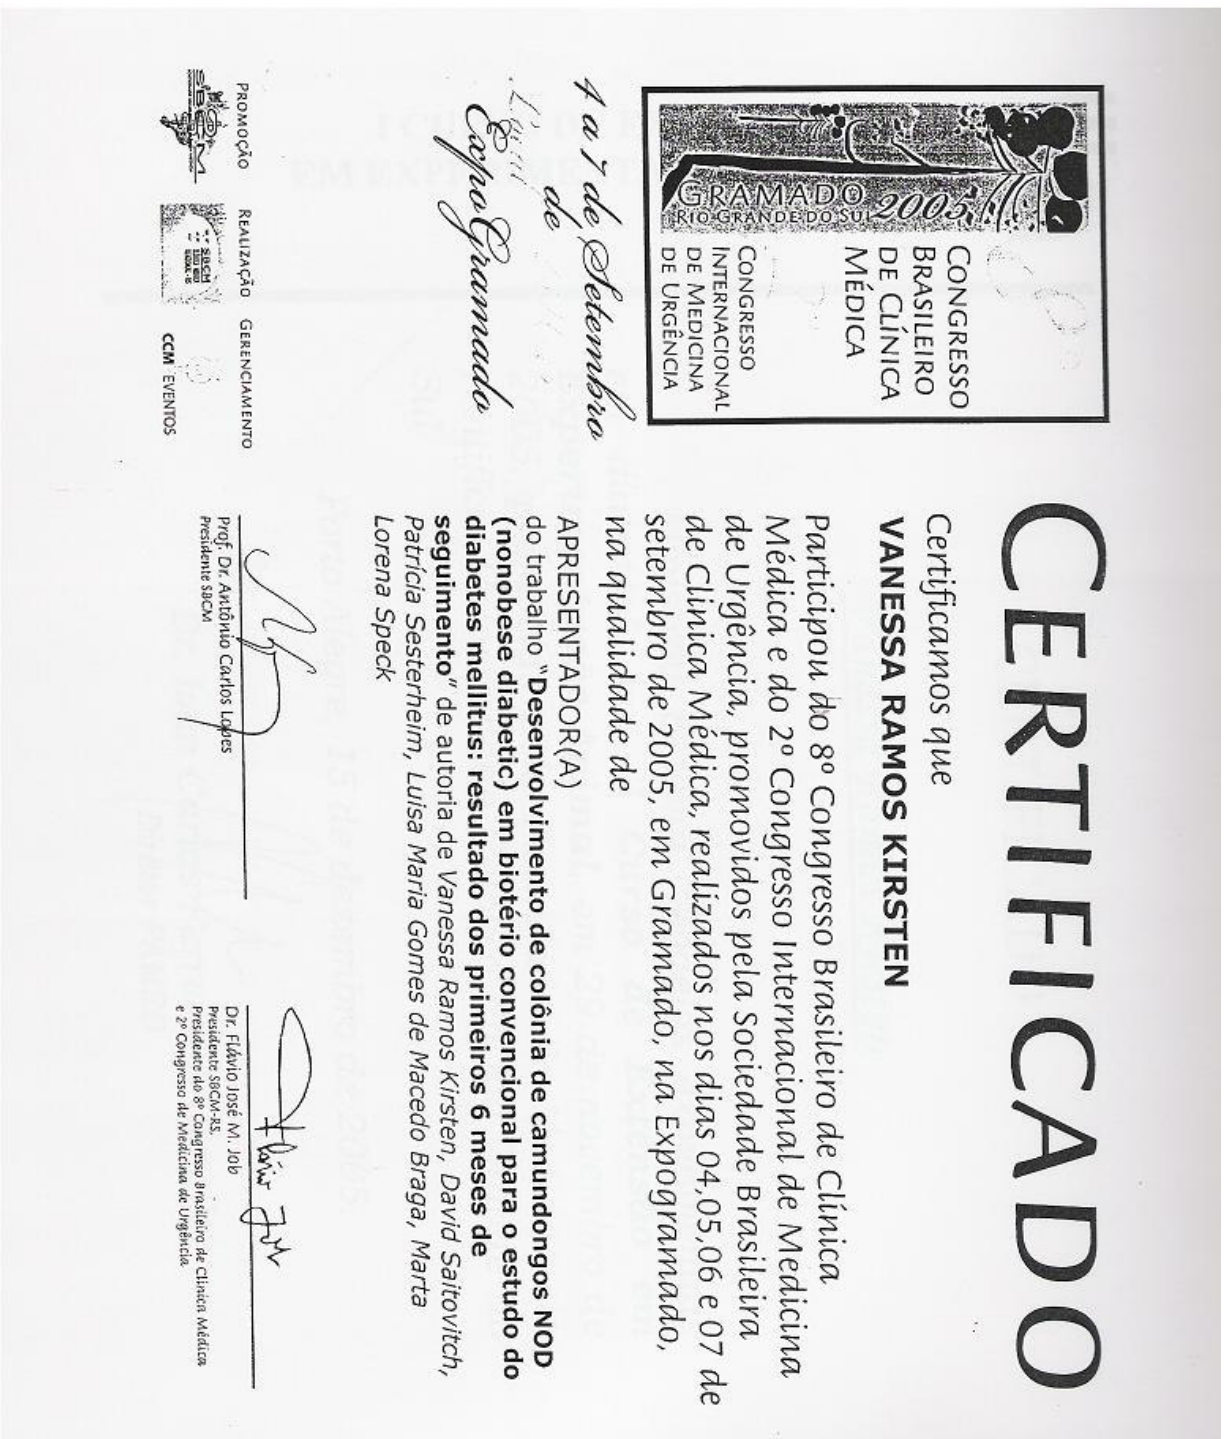 CERTIFICADO
Certificamos que
VANESSA RAMOS KIRSTEN
Participou do 8º Congresso Brasileiro de Clínica
Médica e do 2º Congresso Internacional de Medicina
de Urgência, promovidos pela Sociedade Brasileira
de Clinica Médica, realizados nos dias 04,05,06 e 07 de
setembro de 2005, em Gramado, na Expogramado,
na qualidade de
APRESENTADOR(A)
do trabalho "Desenvolvimento de colônia de camundongos NOD
(nonobese diabetic) em biotério convencional para o estudo do
diabetes mellitus: resultado dos primeiros 6 meses de
seguimento" de autoria de Vanessa Ramos Kirsten, David Saitovitch,
Patrícia Sesterheim, Luisa Maria Gomes de Macedo Braga, Marta
Lorena Speck
GRAMADO
RIO GRANDE DO SUL
2005
CONGRESSO
BRASILEIRO
DE CLÍNICA
MÉDICA
CONGRESSO
INTERNACIONAL
DE MEDICINA
DE URGÊNCIA
4 a 7 de Setembro
de
ExpoGramado
PROMOÇÃO
SBCM
REALIZAÇÃO
SBCM
GERENCIAMENTO
CCM EVENTOS
Prof. Dr. Antônio Carlos Lopes
Presidente SBCM
Flávio Job
Dr. Flávio José M. Job
Presidente SBCM-RS,
Presidente do 8º Congresso Brasileiro de Clinica Médica
e 2º Congresso de Medicina de Urgência